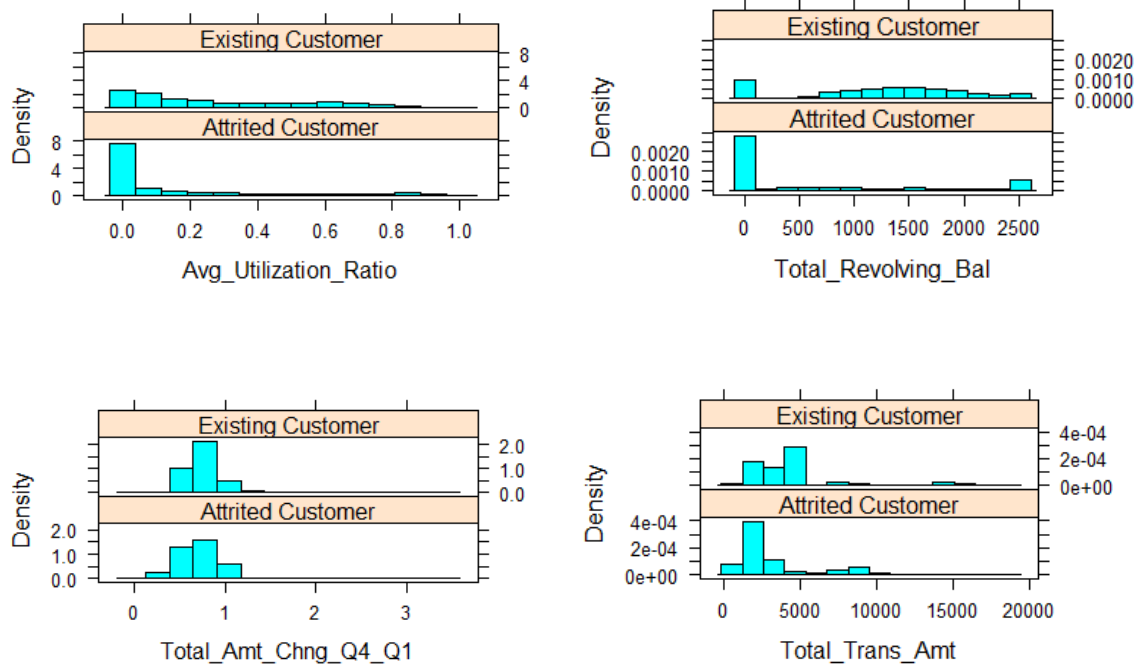 Existing Customer
8
4
0
Attrited Customer
8
4
0
Density
0.0 0.2 0.4 0.6 0.8 1.0
Avg_Utilization_Ratio
Existing Customer
0.0020
0.0010
0.0000
Attrited Customer
0.0020
0.0010
0.0000
Density
0 500 1000 1500 2000 2500
Total_Revolving_Bal
Existing Customer
2.0
1.0
0.0
Attrited Customer
2.0
1.0
0.0
Density
0 1 2 3
Total_Amt_Chng_Q4_Q1
Existing Customer
4e-04
2e-04
0e+00
Attrited Customer
4e-04
2e-04
0e+00
Density
0 5000 10000 15000 20000
Total_Trans_Amt